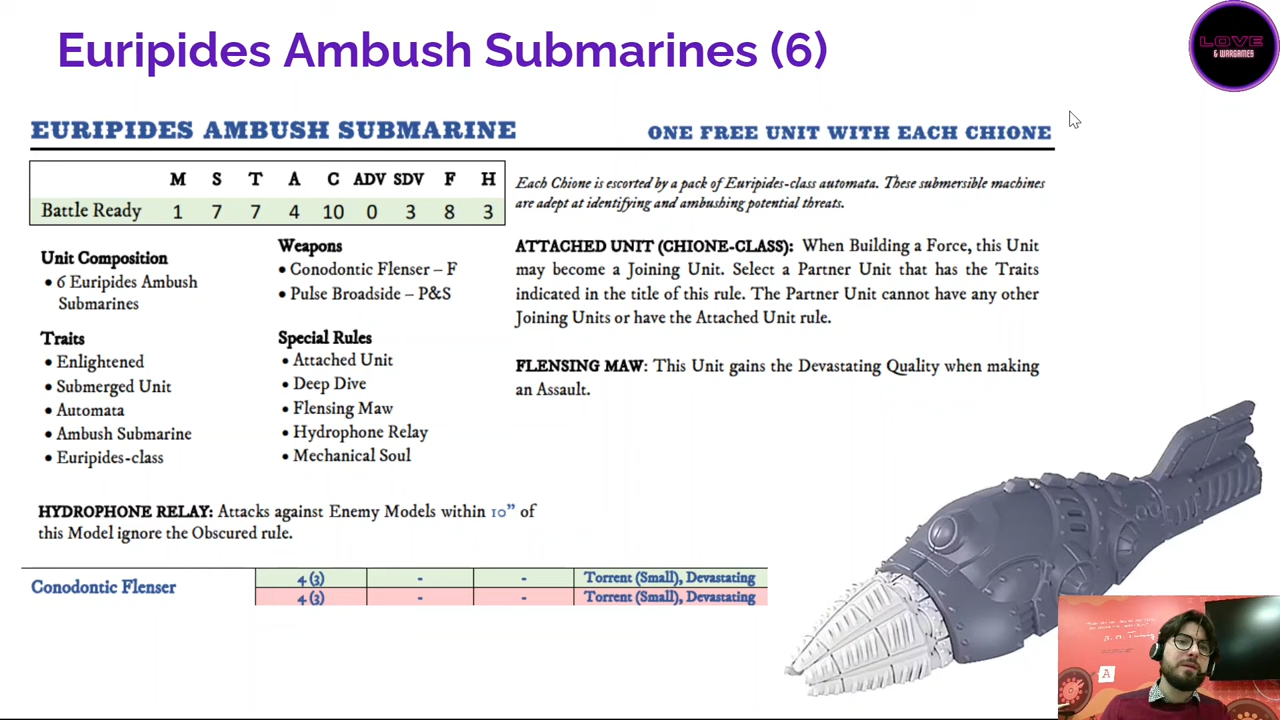 Euripides Ambush Submarines (6)
LOVE
& WARGAMES
EURIPIDES AMBUSH SUBMARINE
ONE FREE UNIT WITH EACH CHIONE
M S T A C ADV SDV F H
Battle Ready 1 7 7 4 10 0 3 8 3
Each Chione is escorted by a pack of Euripides-class automata. These submersible machines
are adept at identifying and ambushing potential threats.
Unit Composition
• 6 Euripides Ambush
Submarines
Traits
• Enlightened
• Submerged Unit
• Automata
• Ambush Submarine
• Euripides-class
Weapons
• Conodontic Flenser – F
• Pulse Broadside – P&S
Special Rules
• Attached Unit
• Deep Dive
• Flensing Maw
• Hydrophone Relay
• Mechanical Soul
ATTACHED UNIT (CHIONE-CLASS): When Building a Force, this Unit
may become a Joining Unit. Select a Partner Unit that has the Traits
indicated in the title of this rule. The Partner Unit cannot have any other
Joining Units or have the Attached Unit rule.
FLENSING MAW: This Unit gains the Devastating Quality when making
an Assault.
HYDROPHONE RELAY: Attacks against Enemy Models within 10” of
this Model ignore the Obscured rule.
Conodontic Flenser
4 (3) - - Torrent (Small), Devastating
4 (3) - - Torrent (Small), Devastating
A